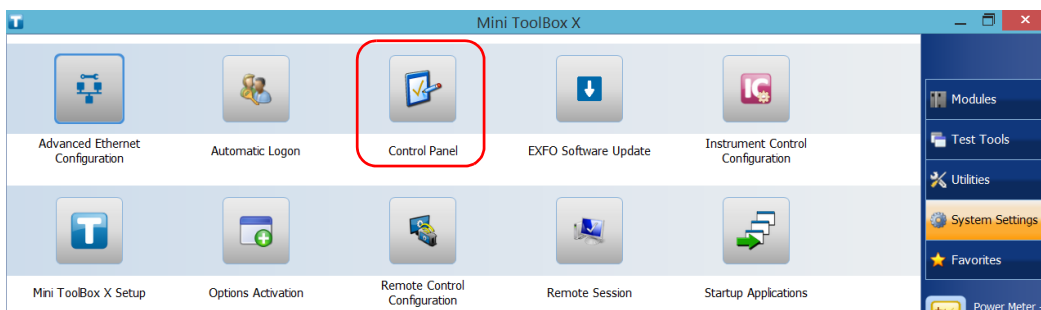 Mini ToolBox X
Advanced Ethernet
Configuration
Automatic Logon
Control Panel
EXFO Software Update
Instrument Control
Configuration
Mini ToolBox X Setup
Options Activation
Remote Control
Configuration
Remote Session
Startup Applications
Modules
Test Tools
Utilities
System Settings
Favorites
Power Meter -